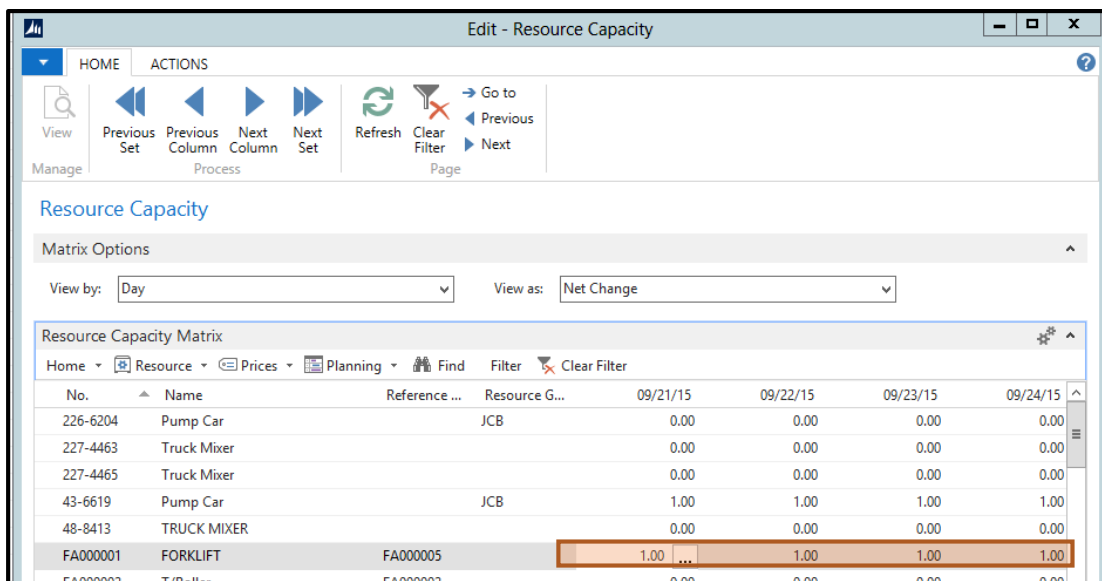 Edit - Resource Capacity
HOME ACTIONS
View Previous Set Previous Column Next Column Next Set Refresh Clear Filter Go to
Previous
Next
Manage Process Page
Resource Capacity
Matrix Options
View by: Day View as: Net Change
Resource Capacity Matrix
Home Resource Prices Planning Find Filter Clear Filter
No. Name Reference ... Resource G... 09/21/15 09/22/15 09/23/15 09/24/15
226-6204 Pump Car JCB 0.00 0.00 0.00 0.00
227-4463 Truck Mixer 0.00 0.00 0.00 0.00
227-4465 Truck Mixer 0.00 0.00 0.00 0.00
43-6619 Pump Car JCB 1.00 1.00 1.00 1.00
48-8413 TRUCK MIXER 0.00 0.00 0.00 0.00
FA000001 FORKLIFT FA000005 1.00 ... 1.00 1.00 1.00